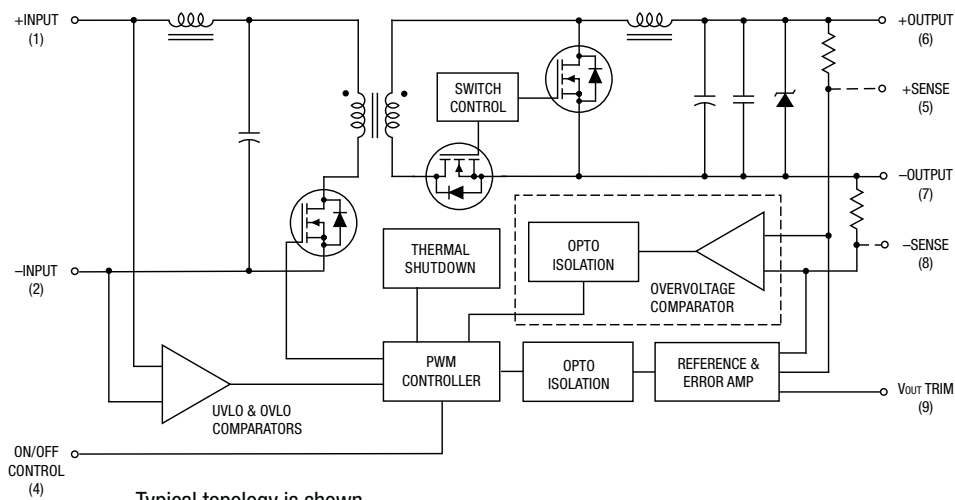 +INPUT
(1)
+OUTPUT
(6)
SWITCH
CONTROL
+SENSE
(5)
−OUTPUT
(7)
THERMAL
SHUTDOWN
OPTO
ISOLATION
OVERVOLTAGE
COMPARATOR
−SENSE
(8)
−INPUT
(2)
PWM
CONTROLLER
OPTO
ISOLATION
REFERENCE &
ERROR AMP
VOUT TRIM
(9)
UVLO & OVLO
COMPARATORS
ON/OFF
CONTROL
(4)
Typical topology is shown